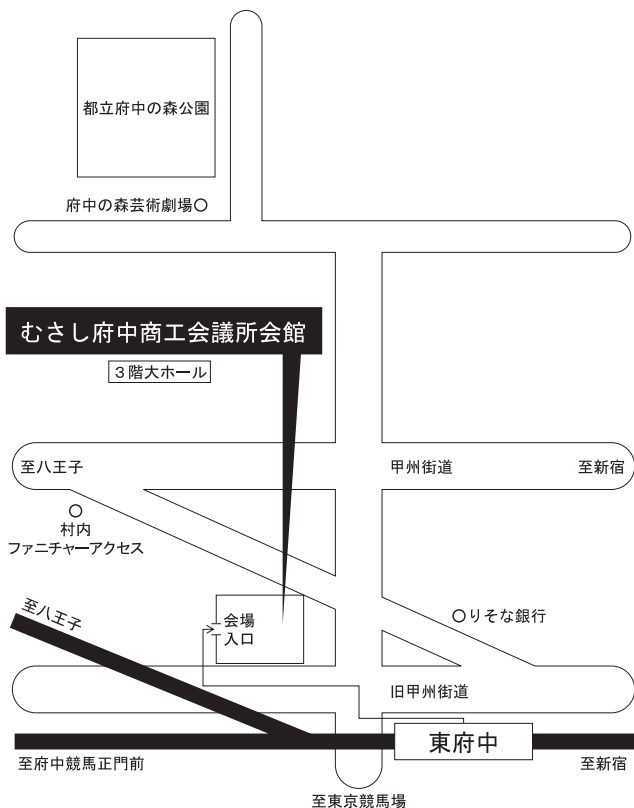 都立府中の森公園
府中の森芸術劇場
むさし府中商工会議所会館
3階大ホール
至八王子
甲州街道
至新宿
村内
ファニチャーアクセス
至八王子
会場
入口
りそな銀行
旧甲州街道
東府中
至府中競馬正門前
至新宿
至東京競馬場